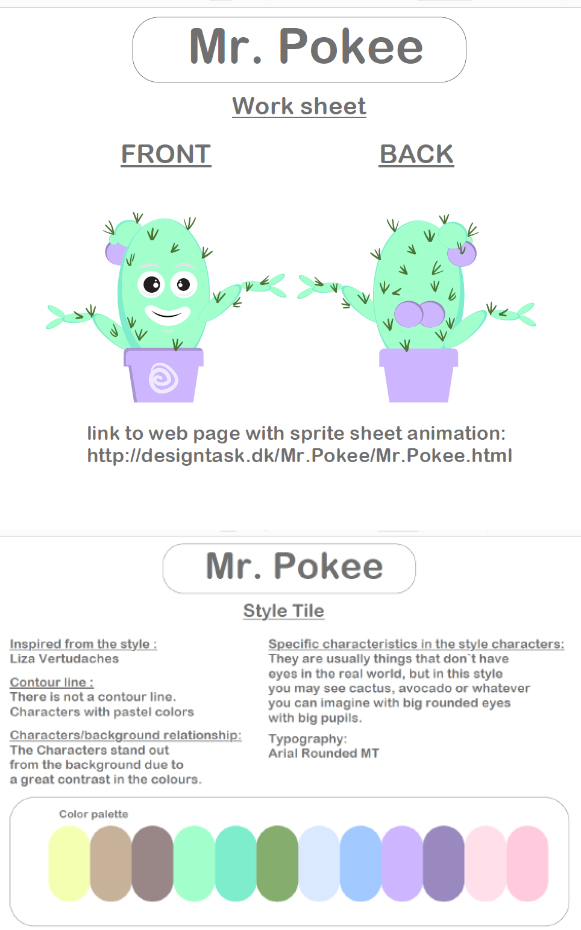 Mr. Pokee
Work sheet
FRONT
BACK
link to web page with sprite sheet animation:
http://designtask.dk/Mr.Pokee/Mr.Pokee.html
Mr. Pokee
Style Tile
Inspired from the style :
Liza Vertudaches
Contour line :
There is not a contour line.
Characters with pastel colors
Characters/background relationship:
The Characters stand out
from the background due to
a great contrast in the colours.
Specific characteristics in the style characters:
They are usually things that don`t have
eyes in the real world, but in this style
you may see cactus, avocado or whatever
you can imagine with big rounded eyes
with big pupils.
Typography:
Arial Rounded MT
Color palette